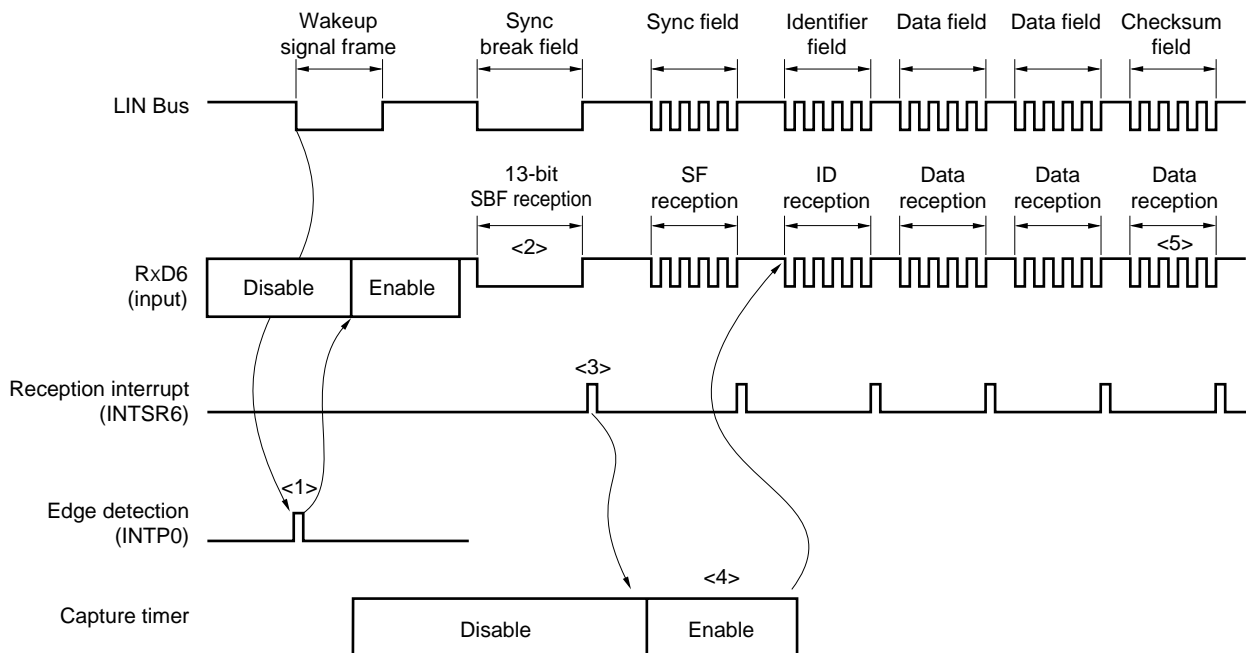 Wakeup
signal frame
Sync
break field
Sync field
Identifier
field
Data field
Data field
Checksum
field
LIN Bus
13-bit
SBF reception
SF
reception
ID
reception
Data
reception
Data
reception
Data
reception
<2>
<5>
RxD6
(input)
Disable
Enable
Reception interrupt
(INTSR6)
<3>
Edge detection
(INTP0)
<1>
Capture timer
Disable
Enable
<4>